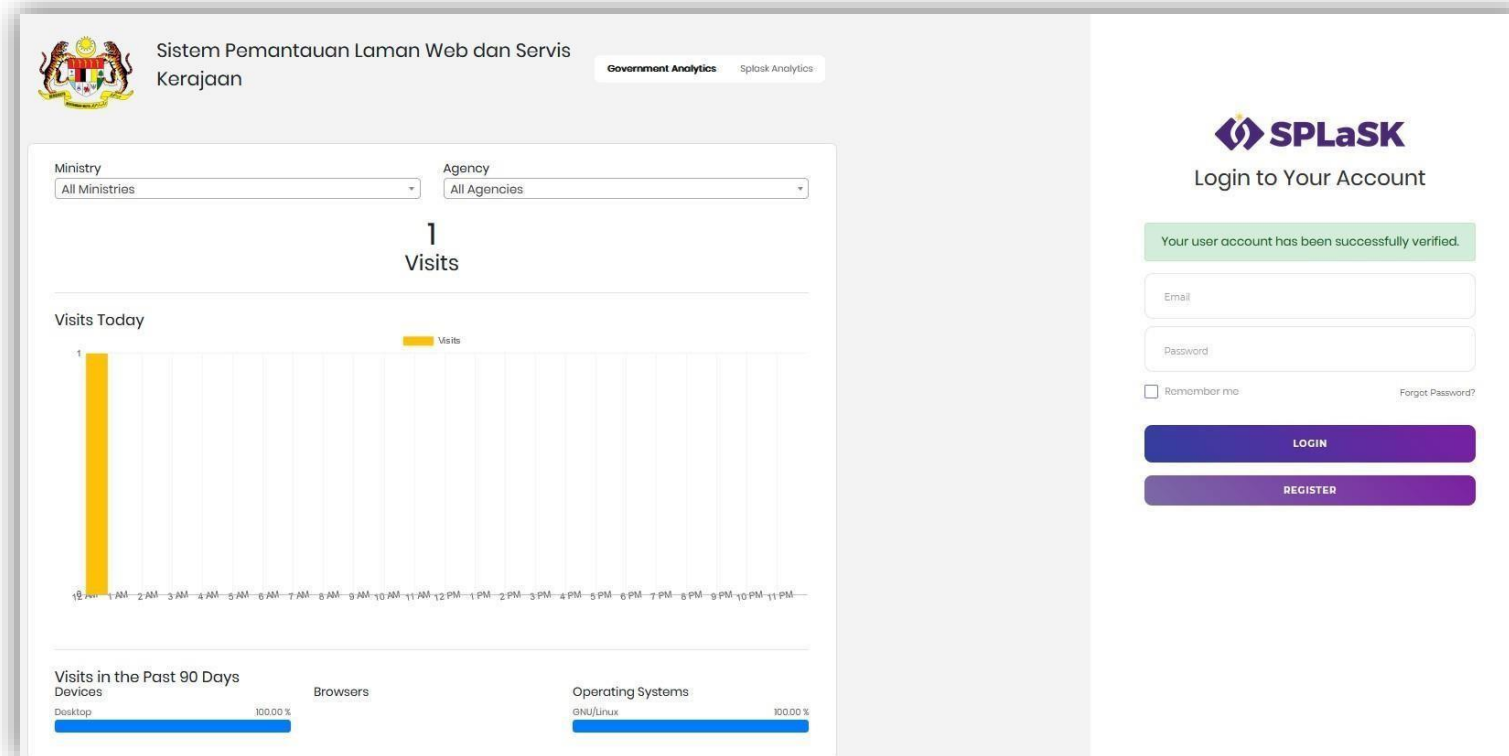 Sistem Pemantauan Laman Web dan Servis
Kerajaan
Government Analytics
Splask Analytics
Ministry
All Ministries
Agency
All Agencies
1
Visits
Visits Today
Visits
1
0
12 AM 1 AM 2 AM 3 AM 4 AM 5 AM 6 AM 7 AM 8 AM 9 AM 10 AM 11 AM 12 PM 1 PM 2 PM 3 PM 4 PM 5 PM 6 PM 7 PM 8 PM 9 PM 10 PM 11 PM
Visits in the Past 90 Days
Devices
Desktop 100.00 %
Browsers
Operating Systems
GNU/Linux 100.00 %
SPLaSK
Login to Your Account
Your user account has been successfully verified.
Email
Password
Remember me
Forgot Password?
LOGIN
REGISTER